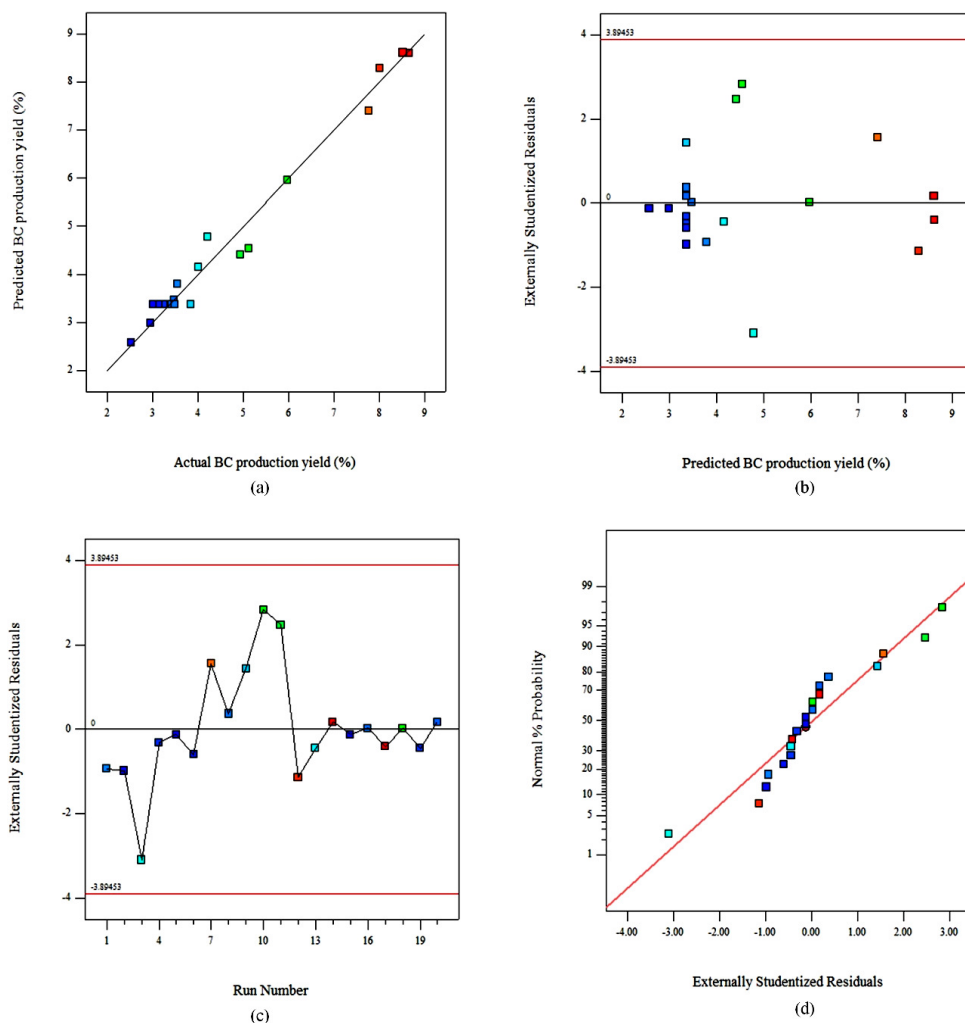 9
8
7
6
5
4
3
2
Predicted BC production yield (%)
2 3 4 5 6 7 8 9
Actual BC production yield (%)
(a)
4
3.89453
2
0
0
-2
-3.89453
-4
Externally Studentized Residuals
2 3 4 5 6 7 8 9
Predicted BC production yield (%)
(b)
4
3.89453
2
0
0
-2
-3.89453
-4
Externally Studentized Residuals
1 4 7 10 13 16 19
Run Number
(c)
99
95
90
80
70
50
30
20
10
5
1
Normal % Probability
-4.00 -3.00 -2.00 -1.00 0.00 1.00 2.00 3.00
Externally Studentized Residuals
(d)